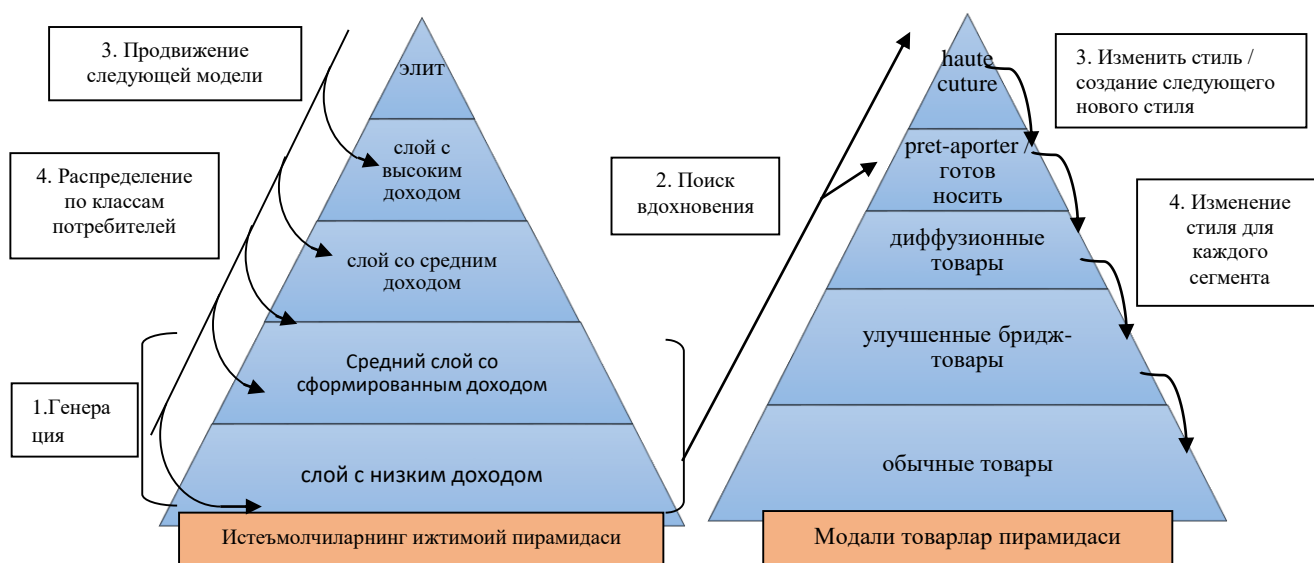 3. Продвижение
следующей модели
4. Распределение
по классам
потребителей
1.Генера
ция
элит
слой с
высоким
доходом
слой со средним
доходом
Средний слой со
сформированным доходом
слой с низким доходом
Истеъмолчиларнинг ижтимоий пирамидаси
2. Поиск
вдохновения
haute
cuture
pret-aporter /
готов
носить
диффузионные
товары
улучшенные бридж-
товары
обычные товары
Модали товарлар пирамидаси
3. Изменить стиль /
создание следующего
нового стиля
4. Изменение
стиля для
каждого
сегмента